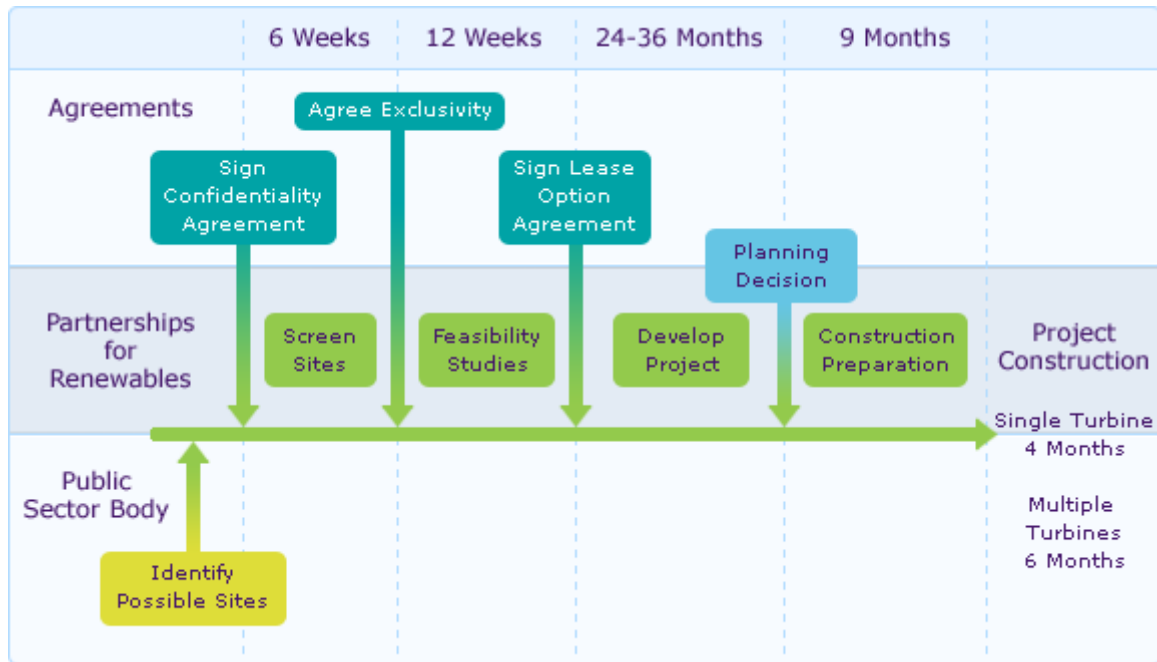 6 Weeks
12 Weeks
24-36 Months
9 Months
Agreements
Agree Exclusivity
Sign
Confidentiality
Agreement
Sign Lease
Option
Agreement
Planning
Decision
Partnerships
for
Renewables
Screen
Sites
Feasibility
Studies
Develop
Project
Construction
Preparation
Project
Construction
Single Turbine
4 Months
Multiple
Turbines
6 Months
Public
Sector Body
Identify
Possible Sites